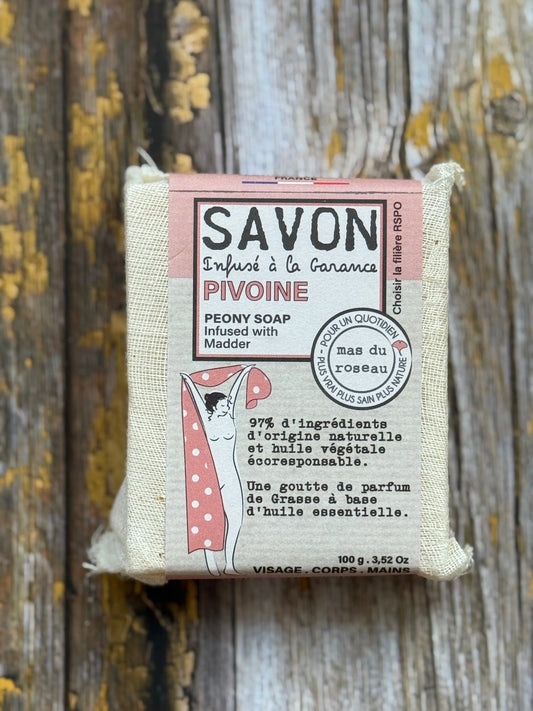 FRANCE
SAVON
Infusé à la Garance
PIVOINE
PEONY SOAP
Infused with
Madder
Choisir la filière RSPO
POUR UN QUOTIDIEN
mas du
roseau
- PLUS VRAI PLUS SAIN PLUS NATURE -
97% d'ingrédients
d'origine naturelle
et huile végétale
écoresponsable.
Une goutte de parfum
de Grasse à base
d'huile essentielle.
100 g . 3,52 Oz
VISAGE . CORPS . MAINS